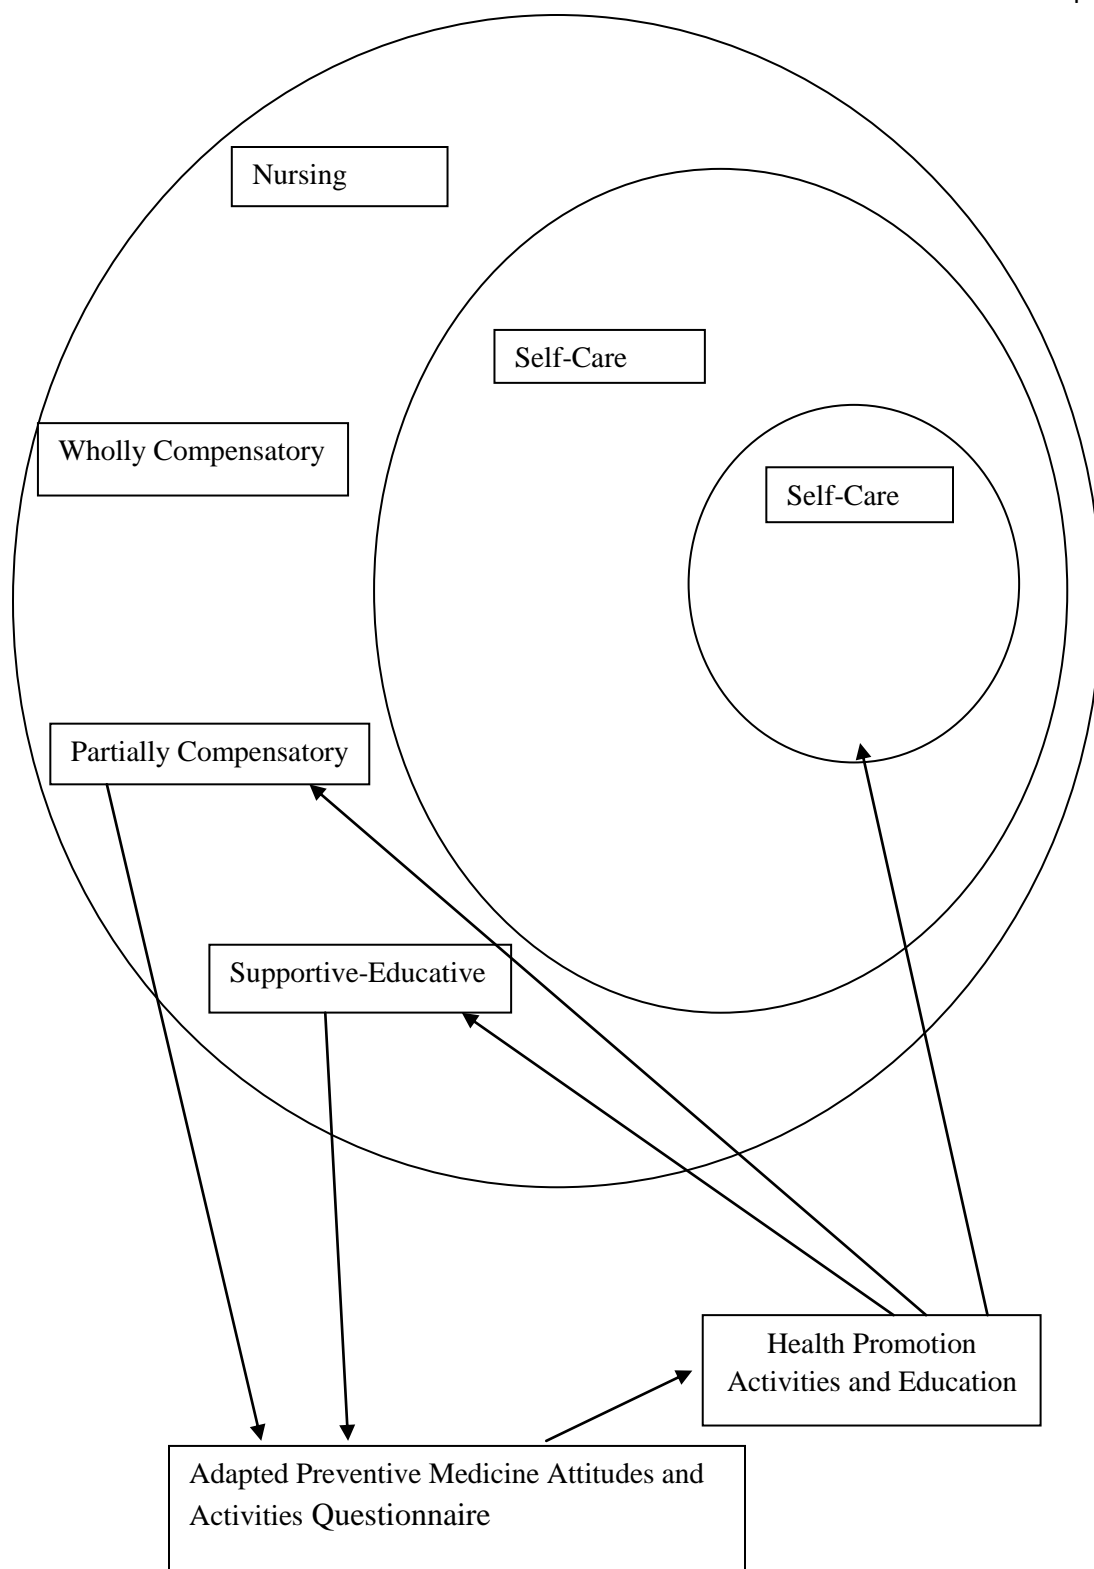 Nursing
Self-Care
Wholly Compensatory
Self-Care
Partially Compensatory
Supportive-Educative
Health Promotion
Activities and Education
Adapted Preventive Medicine Attitudes and
Activities Questionnaire